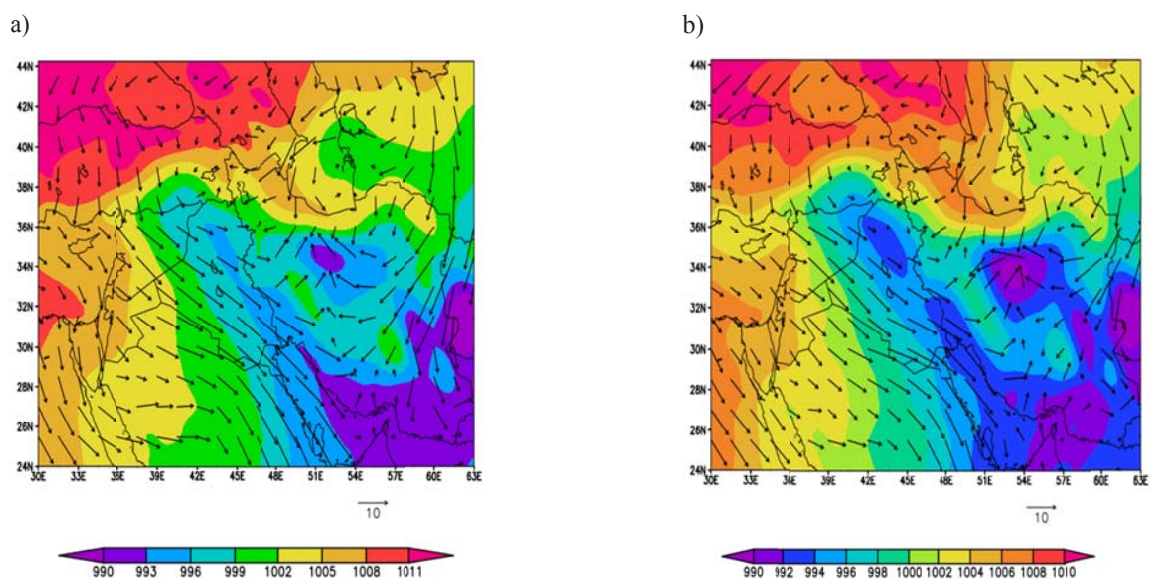 a)
b)
44N
42N
40N
38N
36N
34N
32N
30N
28N
26N
24N
30E 33E 36E 39E 42E 45E 48E 51E 54E 57E 60E 63E
10
990 993 996 999 1002 1005 1008 1011
44N
42N
40N
38N
36N
34N
32N
30N
28N
26N
24N
30E 33E 36E 39E 42E 45E 48E 51E 54E 57E 60E 63E
10
990 992 994 996 998 1000 1002 1004 1006 1008 1010